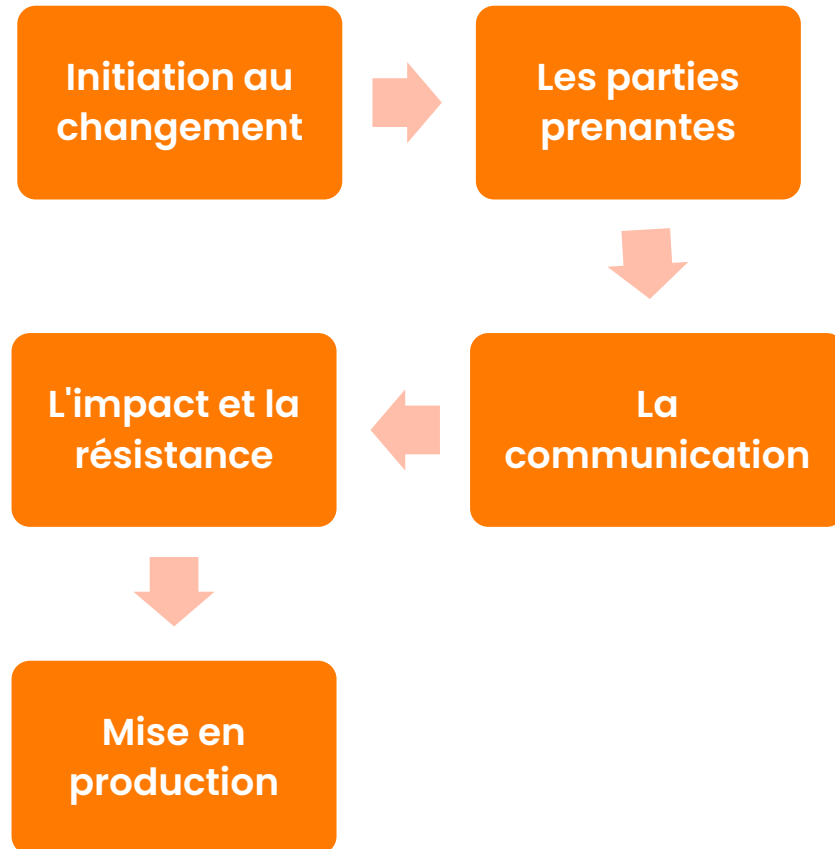 Initiation au
changement
Les parties
prenantes
La
communication
L'impact et la
résistance
Mise en
production